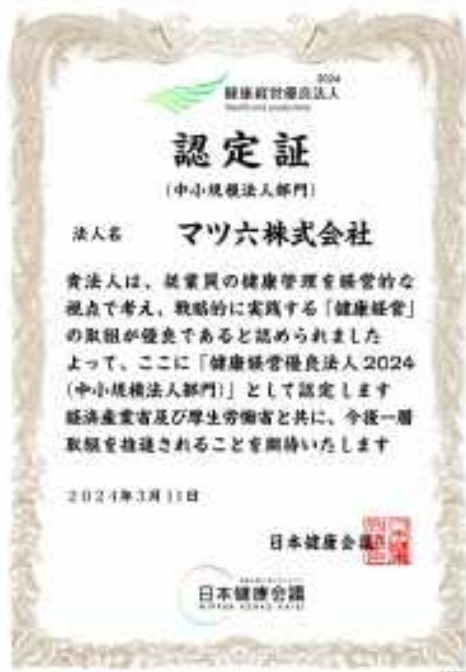 2024
健康経営優良法人
Health and productivity
認定証
(中小規模法人部門)
法人名 マツ六株式会社
貴法人は、従業員の健康管理を経営的な
視点で考え、戦略的に実践する「健康経営」
の取組が優良であると認められました
よって、ここに「健康経営優良法人2024
(中小規模法人部門)」として認定します
経済産業省及び厚生労働省と共に、今後一層
取組を推進されることを期待いたします
2024年3月11日
日本健康会議
日本健康会議
NIPPON KENKO KAIGI